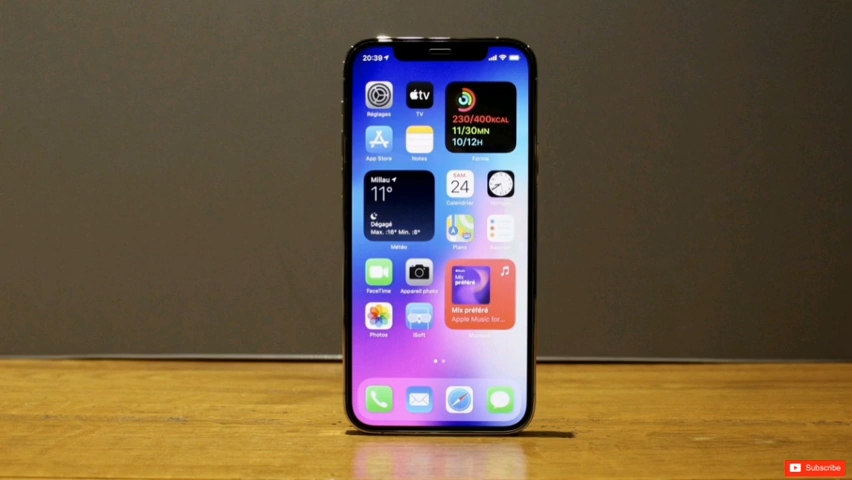 20:39
Réglages
TV
tv
230/400KCAL
11/30MN
10/12H
Forme
App Store
Notes
Millau
11°
Dégagé
Max. :16° Min. :8°
Météo
SAM.
24
Calendrier
Plans
FaceTime
Appareil photo
Mix
préféré
Mix préféré
Apple Music for...
Photos
iSoft
Subscribe